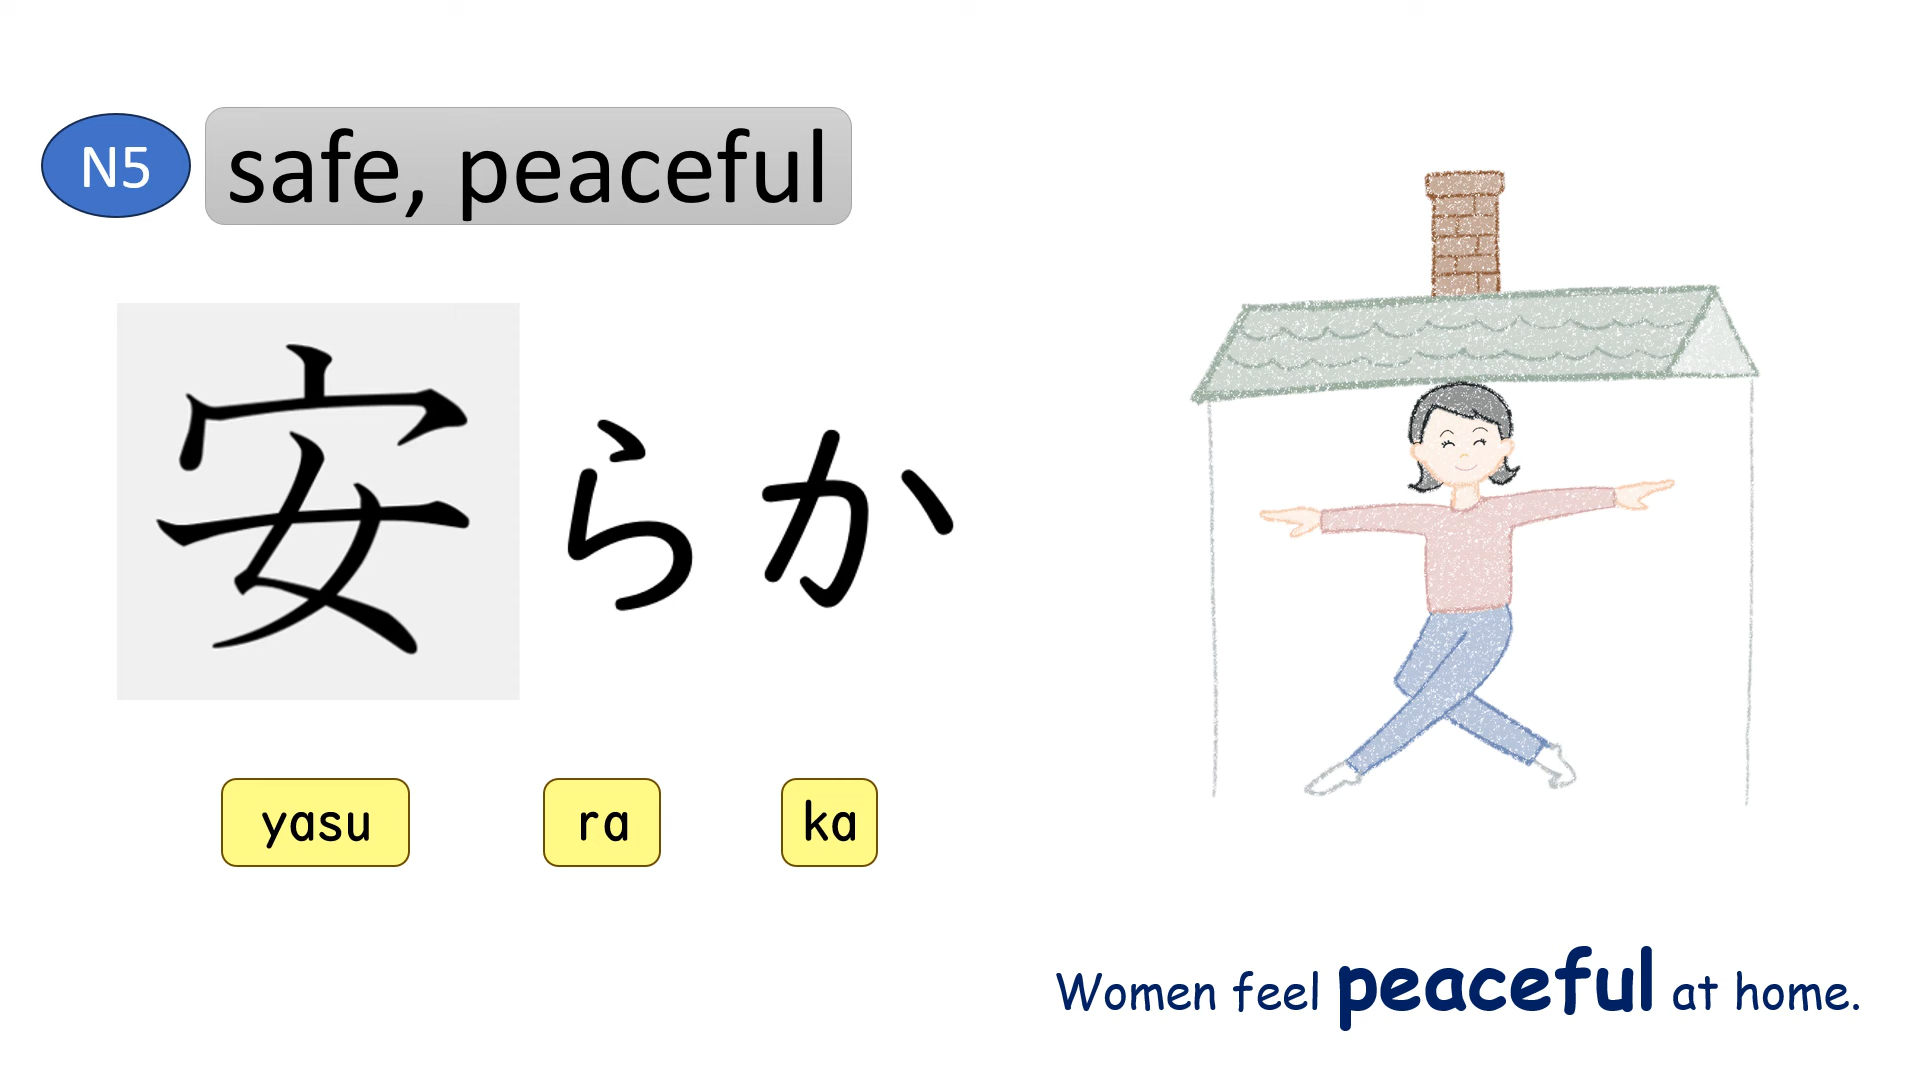 N5 safe, peaceful
安らか
yasu ra ka
Women feel peaceful at home.